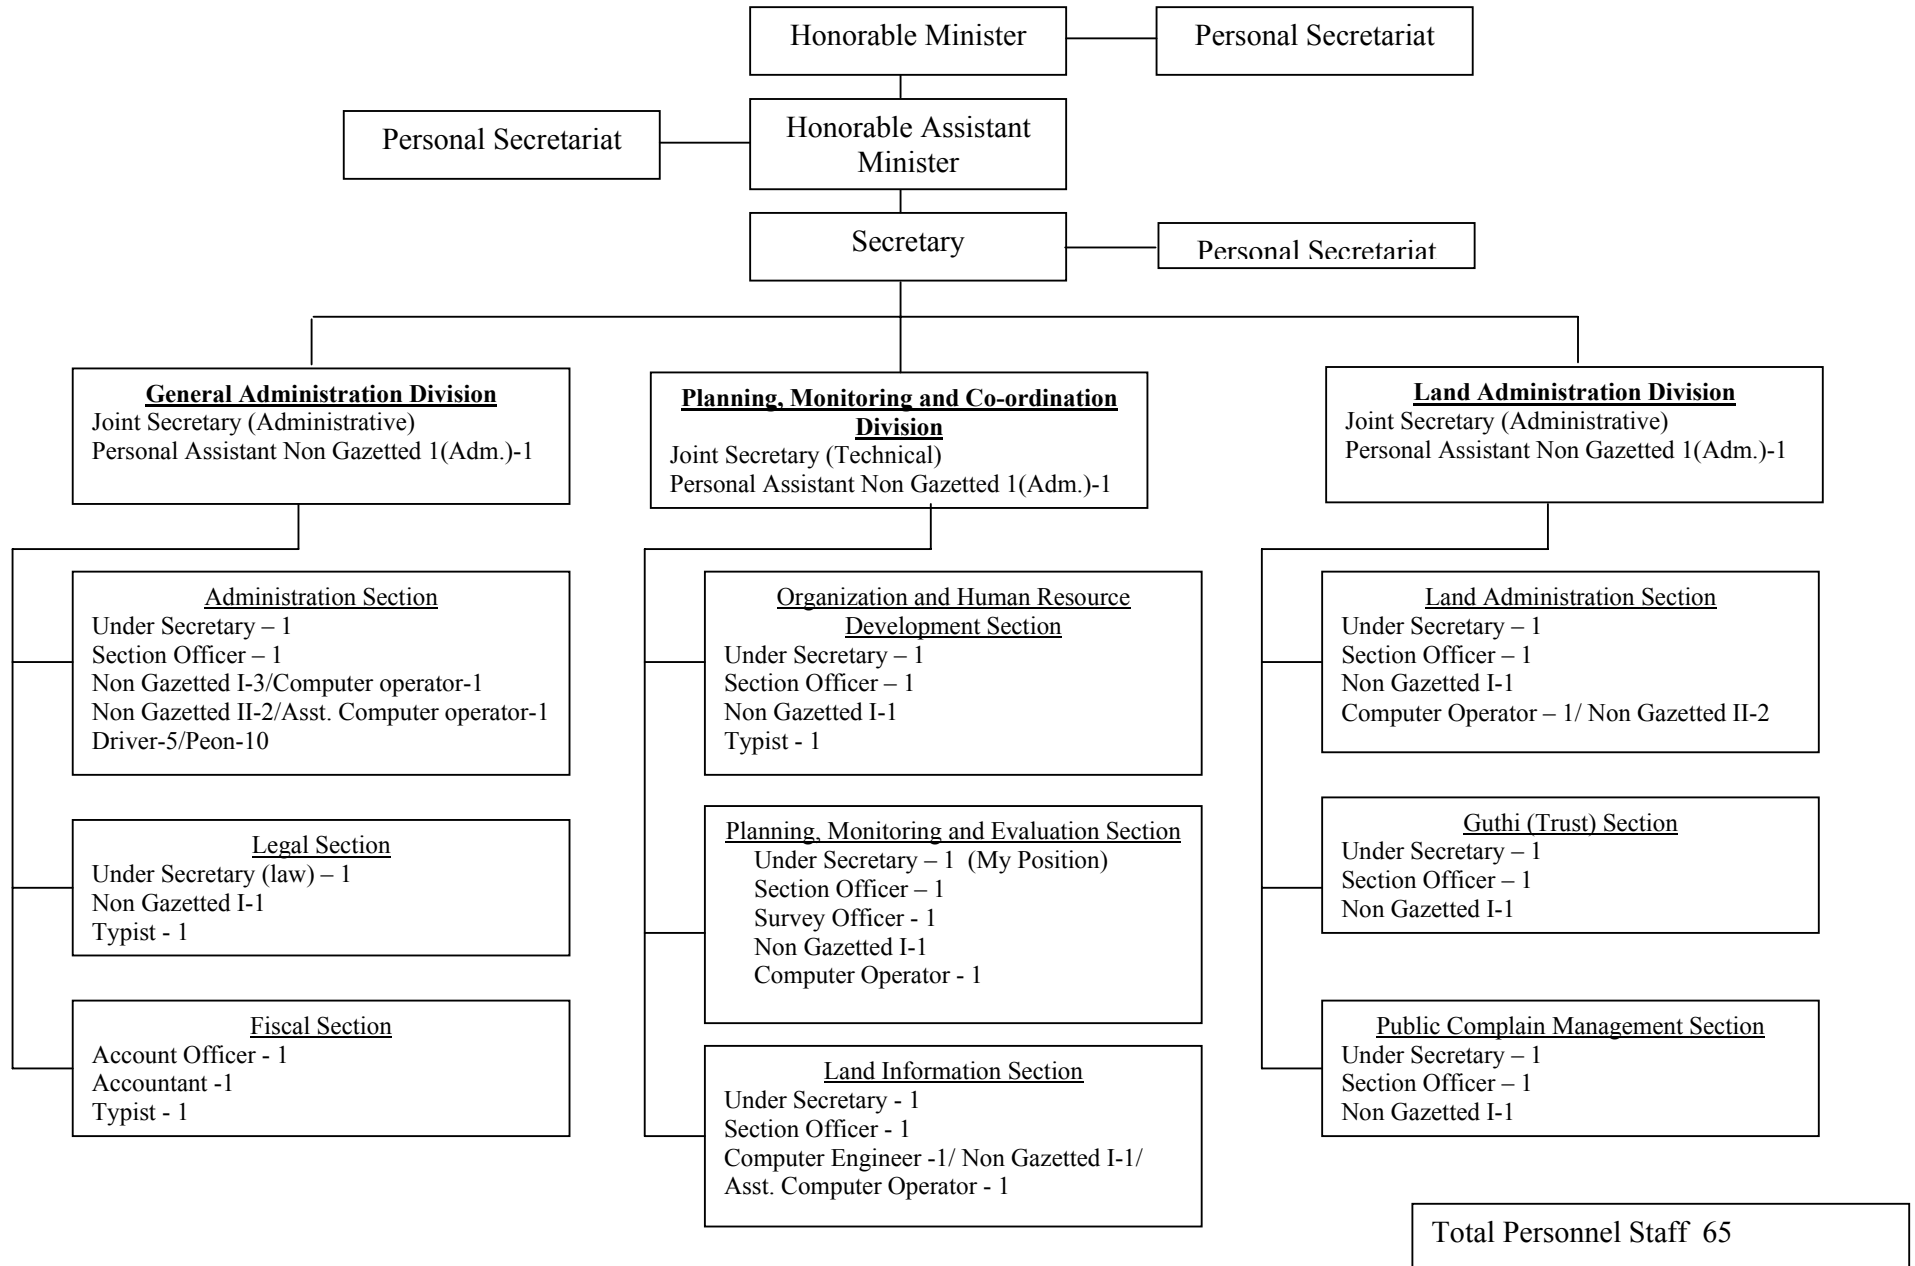 Honorable Minister
Personal Secretariat
Personal Secretariat
Honorable Assistant
Minister
Secretary
Personal Secretariat
General Administration Division
Joint Secretary (Administrative)
Personal Assistant Non Gazetted 1(Adm.)-1
Planning, Monitoring and Co-ordination
Division
Joint Secretary (Technical)
Personal Assistant Non Gazetted 1(Adm.)-1
Land Administration Division
Joint Secretary (Administrative)
Personal Assistant Non Gazetted 1(Adm.)-1
Administration Section
Under Secretary – 1
Section Officer – 1
Non Gazetted I-3/Computer operator-1
Non Gazetted II-2/Asst. Computer operator-1
Driver-5/Peon-10
Organization and Human Resource
Development Section
Under Secretary – 1
Section Officer – 1
Non Gazetted I-1
Typist - 1
Land Administration Section
Under Secretary – 1
Section Officer – 1
Non Gazetted I-1
Computer Operator – 1/ Non Gazetted II-2
Legal Section
Under Secretary (law) – 1
Non Gazetted I-1
Typist - 1
Planning, Monitoring and Evaluation Section
Under Secretary – 1  (My Position)
Section Officer – 1
Survey Officer - 1
Non Gazetted I-1
Computer Operator - 1
Guthi (Trust) Section
Under Secretary – 1
Section Officer – 1
Non Gazetted I-1
Fiscal Section
Account Officer - 1
Accountant -1
Typist - 1
Land Information Section
Under Secretary - 1
Section Officer - 1
Computer Engineer -1/ Non Gazetted I-1/
Asst. Computer Operator - 1
Public Complain Management Section
Under Secretary – 1
Section Officer – 1
Non Gazetted I-1
Total Personnel Staff  65